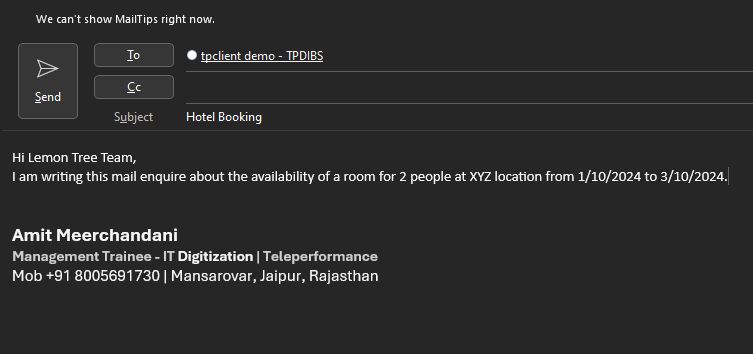 We can't show MailTips right now.
To
tpclient demo - TPDIBS
Send
Cc
Subject
Hotel Booking
Hi Lemon Tree Team,
I am writing this mail enquire about the availability of a room for 2 people at XYZ location from 1/10/2024 to 3/10/2024.
Amit Meerchandani
Management Trainee - IT Digitization | Teleperformance
Mob +91 8005691730 | Mansarovar, Jaipur, Rajasthan